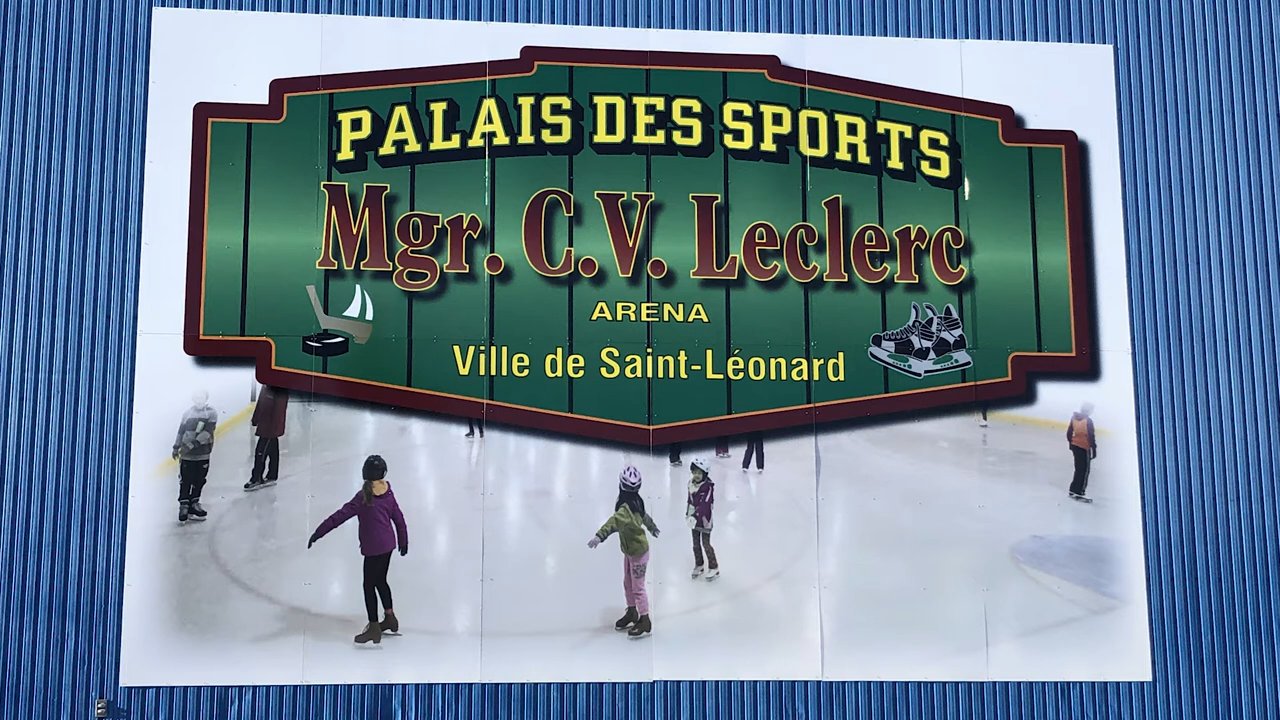 PALAIS DES SPORTS
Mgr. C.V. Leclerc
ARENA
Ville de Saint-Léonard